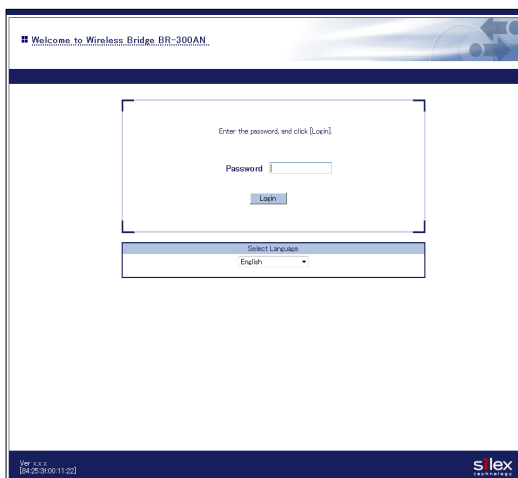 Welcome to Wireless Bridge BR-300AN
Enter the password, and click [Login].
Password
Login
Select Language
English
Ver x.x.x
[84:25:3f:00:11:22]
silex
technology